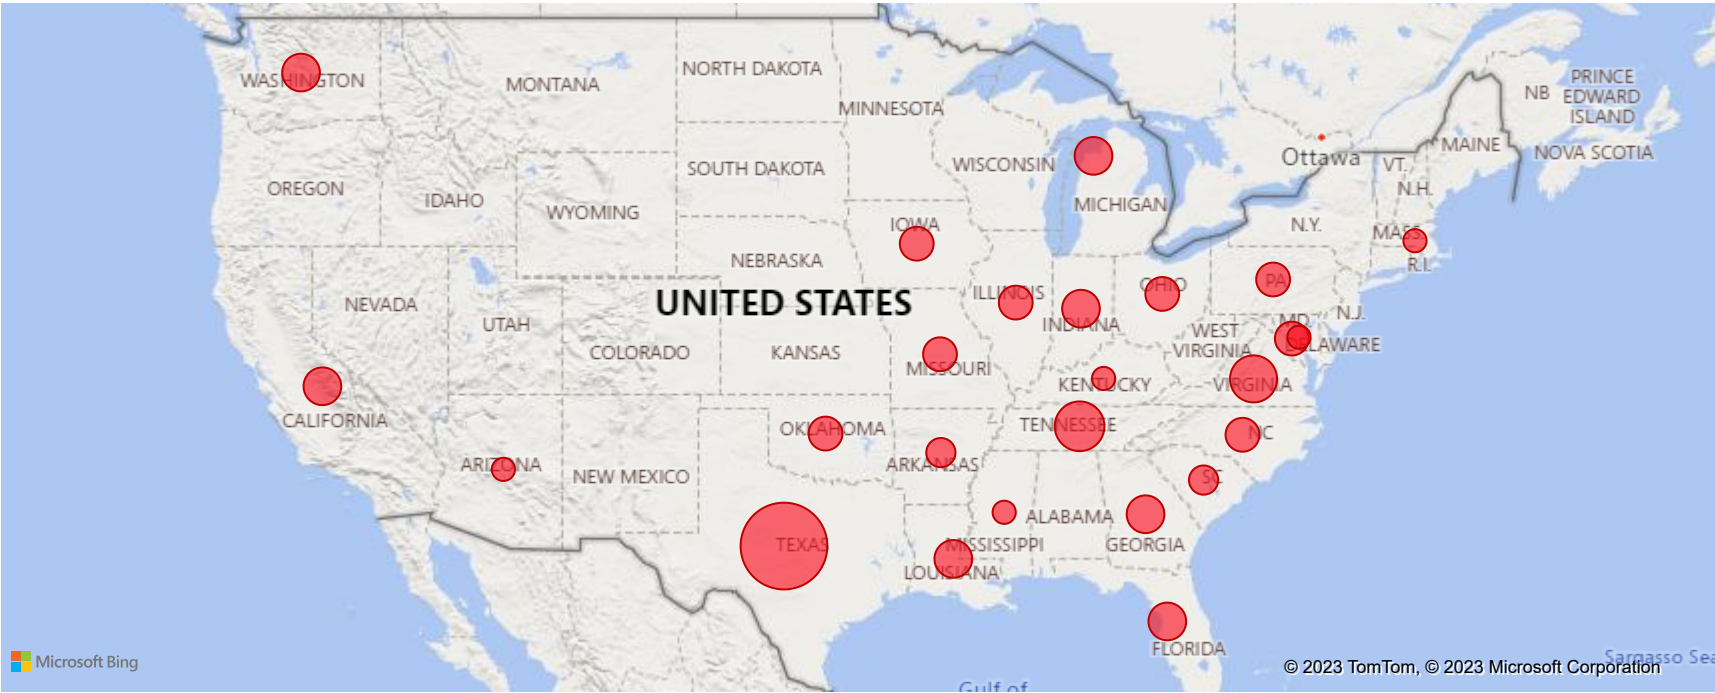 WASHINGTON
MONTANA
NORTH DAKOTA
MINNESOTA
NB
PRINCE
EDWARD
ISLAND
MAINE
NOVA SCOTIA
Ottawa
VT.
N.H.
WISCONSIN
SOUTH DAKOTA
OREGON
IDAHO
WYOMING
MICHIGAN
IOWA
N.Y.
MASS.
R.I.
NEBRASKA
PA
OHIO
ILLINOIS
UNITED STATES
NEVADA
UTAH
INDIANA
N.J.
MD.
WEST
VIRGINIA
DELAWARE
COLORADO
KANSAS
MISSOURI
KENTUCKY
VIRGINIA
CALIFORNIA
OKLAHOMA
TENNESSEE
NC
ARIZONA
NEW MEXICO
ARKANSAS
SC
ALABAMA
TEXAS
MISSISSIPPI
GEORGIA
LOUISIANA
FLORIDA
Microsoft Bing
Sargasso Sea
© 2023 TomTom, © 2023 Microsoft Corporation
Gulf of